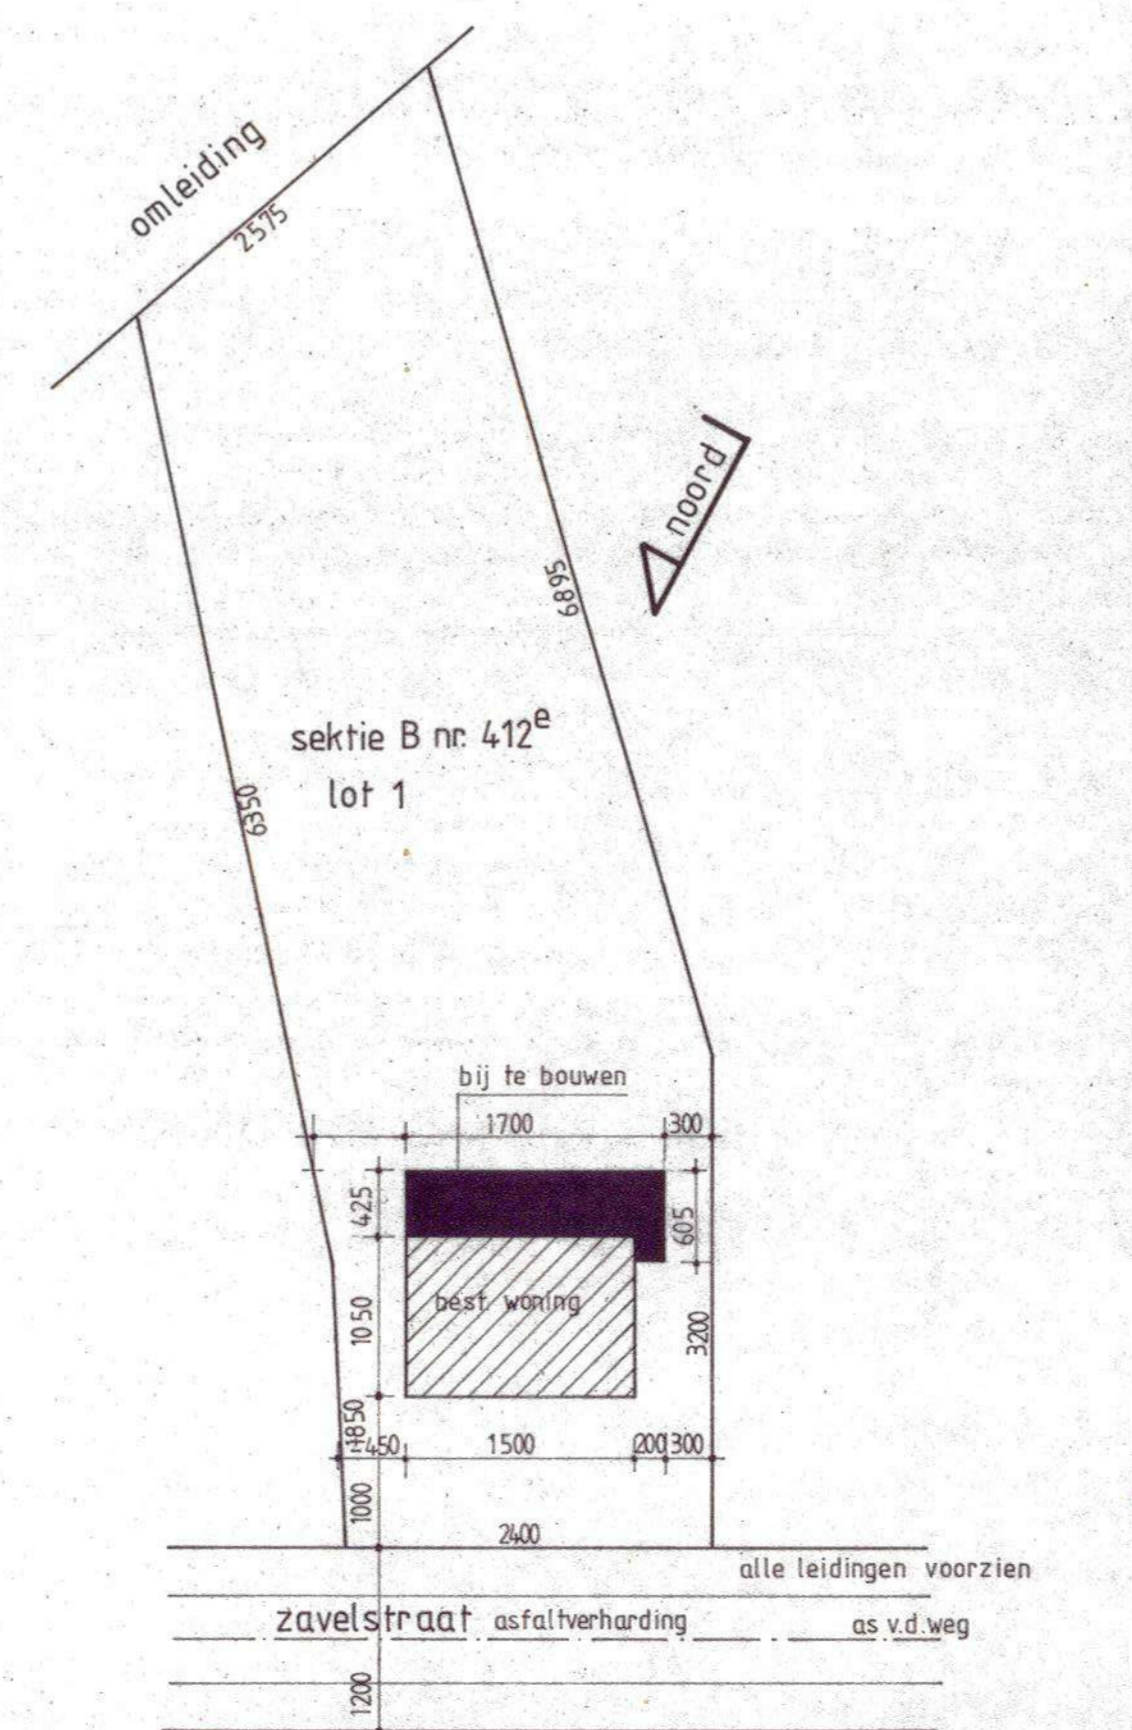 omleiding
2575
noord
6895
sektie B nr. 412e
lot 1
6350
bij te bouwen
1700
300
425
605
best. woning
1050
3200
1850
±450
1500
200
300
1000
2400
alle leidingen voorzien
zavelstraat asfaltverharding as v.d. weg
1200